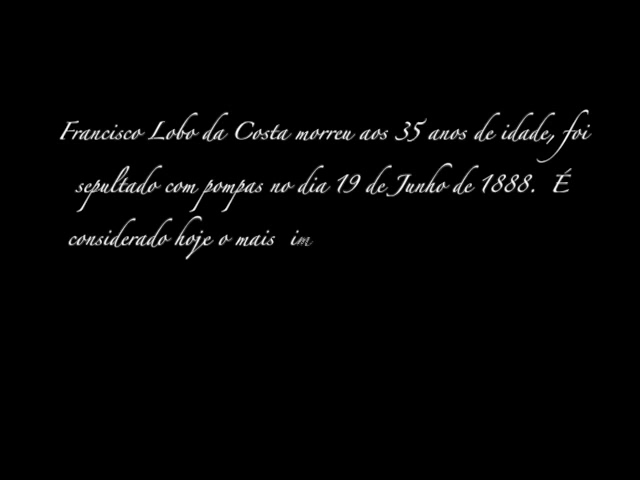 Francisco Lobo da Costa morreu aos 35 anos de idade, foi
sepultado com pompas no dia 19 de Junho de 1888. É
considerado hoje o mais im